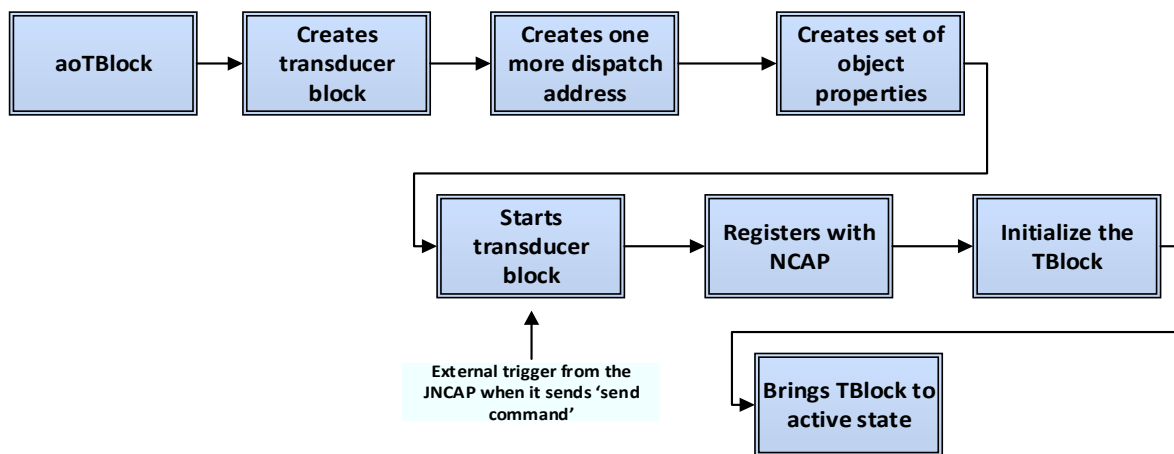 aoTBlock
Creates
transducer
block
Creates one
more dispatch
address
Creates set of
object
properties
Starts
transducer
block
Registers with
NCAP
Initialize the
TBlock
External trigger from the
JNCAP when it sends ‘send
command’
Brings TBlock to
active state